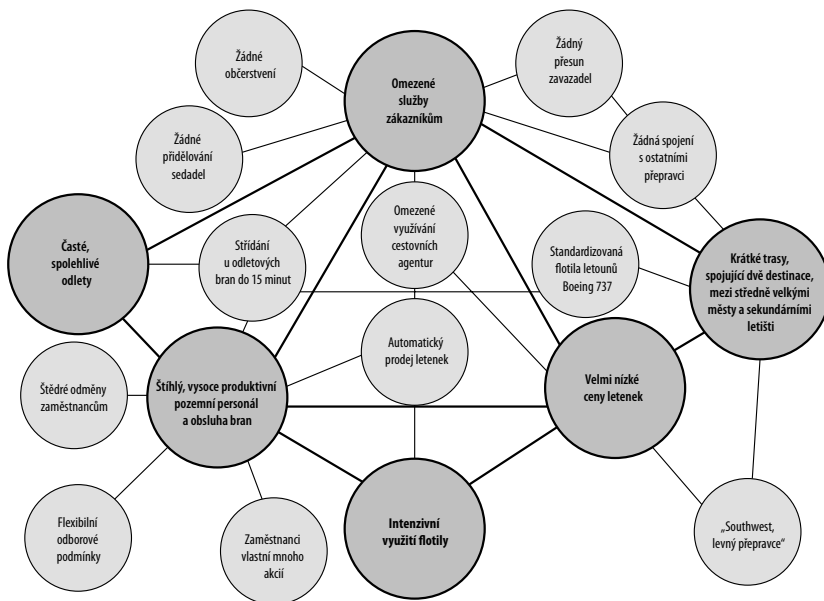 Žádné
občerstvení
Omezené
služby
zákazníkům
Žádný
přesun
zavazadel
Žádné
přidělování
sedadel
Žádná spojení
s ostatními
přepravci
Časté,
spolehlivé
odlety
Střídání
u odletových
bran do 15 minut
Omezené
využívání
cestovních
agentur
Standardizovaná
flotila letounů
Boeing 737
Krátké trasy,
spojující dvě destinace,
mezi středně velkými
městy a sekundárními
letišti
Štědré odměny
zaměstnancům
Štíhlý, vysoce produktivní
pozemní personál
a obsluha bran
Automatický
prodej letenek
Velmi nízké
ceny letenek
Flexibilní
odborové
podmínky
Zaměstnanci
vlastní mnoho
akcií
Intenzivní
využití flotily
„Southwest,
levný přepravce“